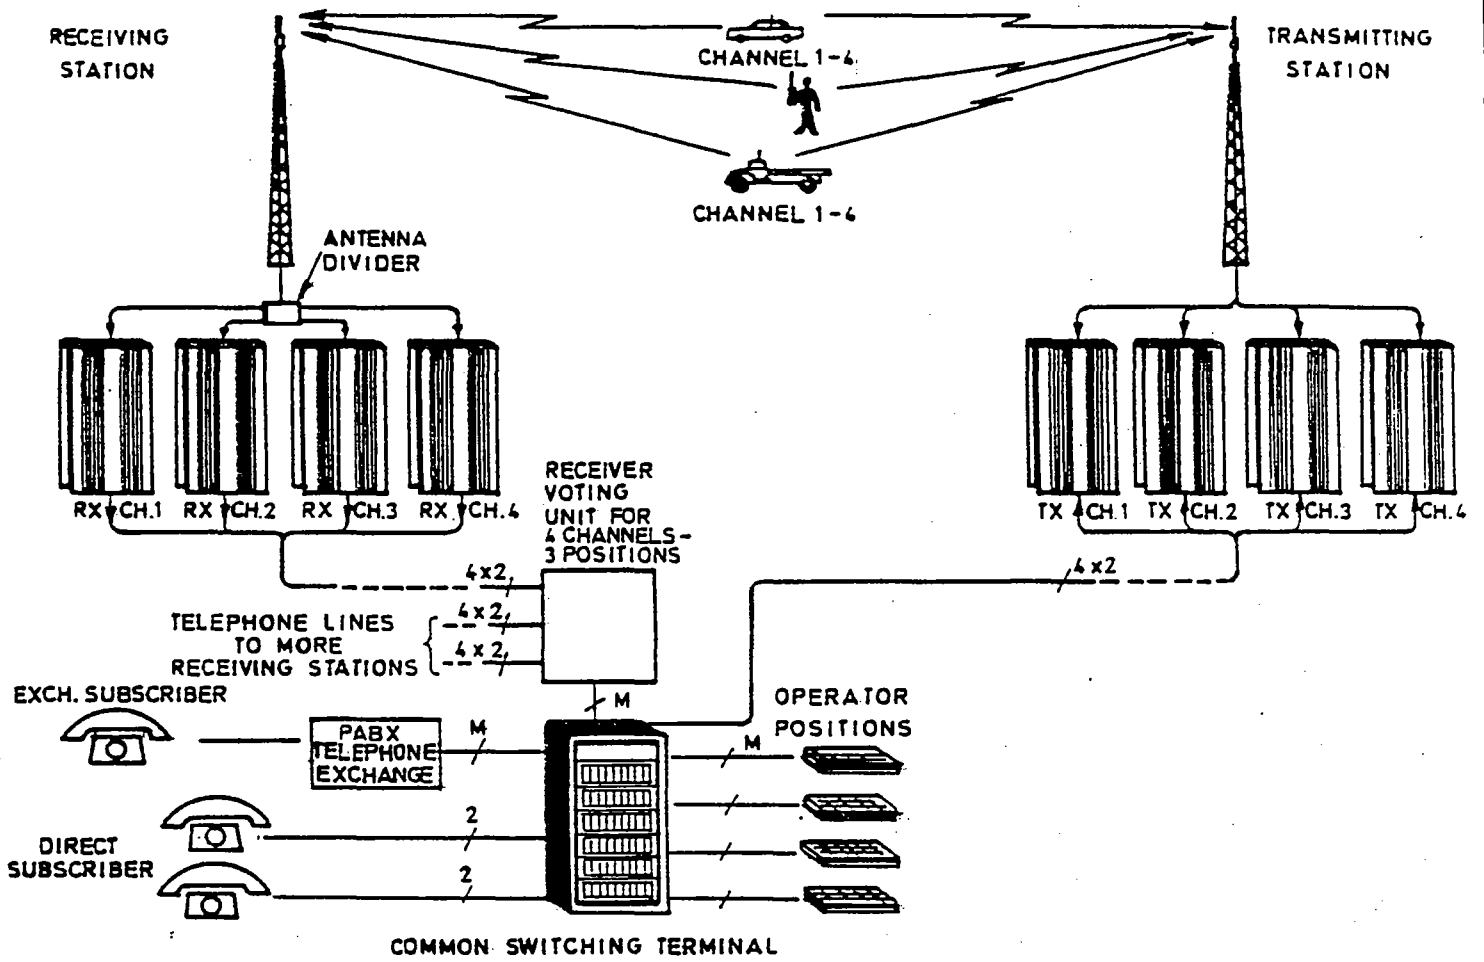 RECEIVING
STATION
CHANNEL 1-4
CHANNEL 1-4
TRANSMITTING
STATION
ANTENNA
DIVIDER
RX CH.1
RX CH.2
RX CH.3
RX CH.4
TX CH.1
TX CH.2
TX CH.3
TX CH.4
RECEIVER
VOTING
UNIT FOR
4 CHANNELS-
3 POSITIONS
4x2
4x2
4x2
4x2
TELEPHONE LINES
TO MORE
RECEIVING STATIONS
M
EXCH. SUBSCRIBER
PABX
TELEPHONE
EXCHANGE
M
OPERATOR
POSITIONS
M
DIRECT
SUBSCRIBER
2
2
COMMON SWITCHING TERMINAL